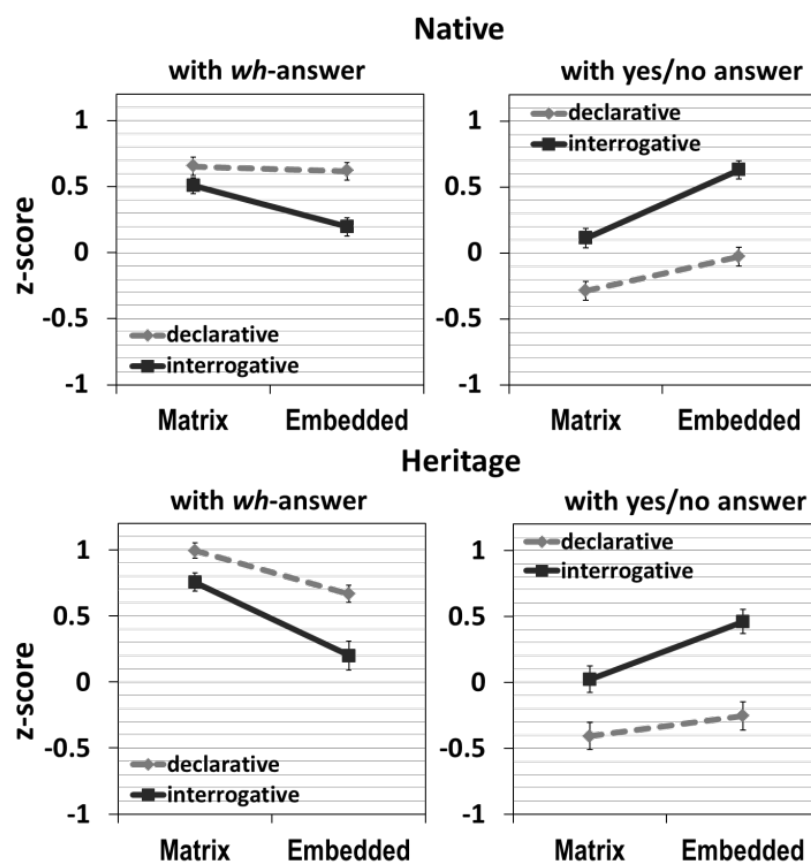 Native
with wh-answer
with yes/no answer
z-score
1
0.5
0
-0.5
-1
declarative
interrogative
Matrix Embedded
1
0.5
0
-0.5
-1
declarative
interrogative
Matrix Embedded
Heritage
with wh-answer
with yes/no answer
z-score
1
0.5
0
-0.5
-1
declarative
interrogative
Matrix Embedded
1
0.5
0
-0.5
-1
declarative
interrogative
Matrix Embedded